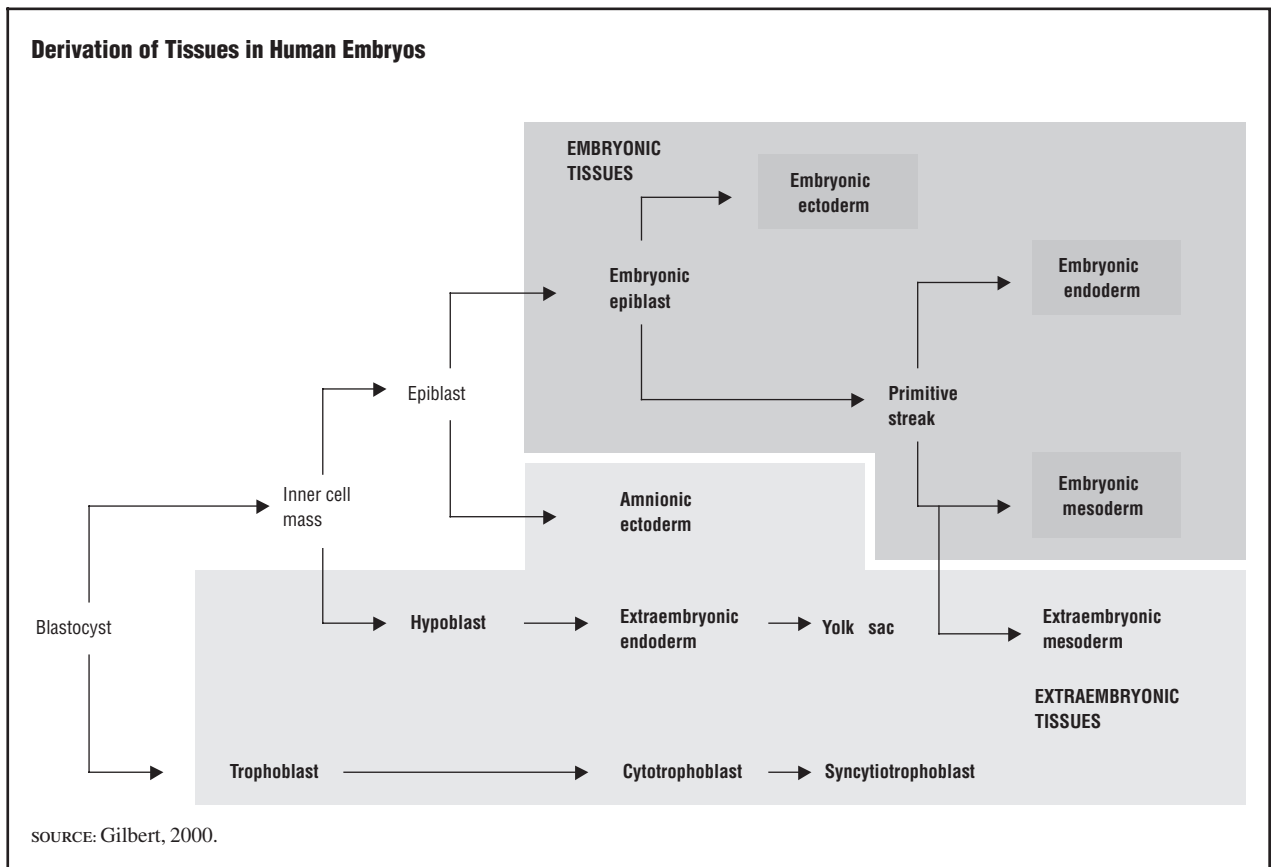 Derivation of Tissues in Human Embryos
EMBRYONIC
TISSUES
Embryonic
ectoderm
Embryonic
epiblast
Embryonic
endoderm
Epiblast
Primitive
streak
Inner cell
mass
Amnionic
ectoderm
Embryonic
mesoderm
Blastocyst
Hypoblast
Extraembryonic
endoderm
Yolk sac
Extraembryonic
mesoderm
EXTRAEMBRYONIC
TISSUES
Trophoblast
Cytotrophoblast
Syncytiotrophoblast
SOURCE: Gilbert, 2000.